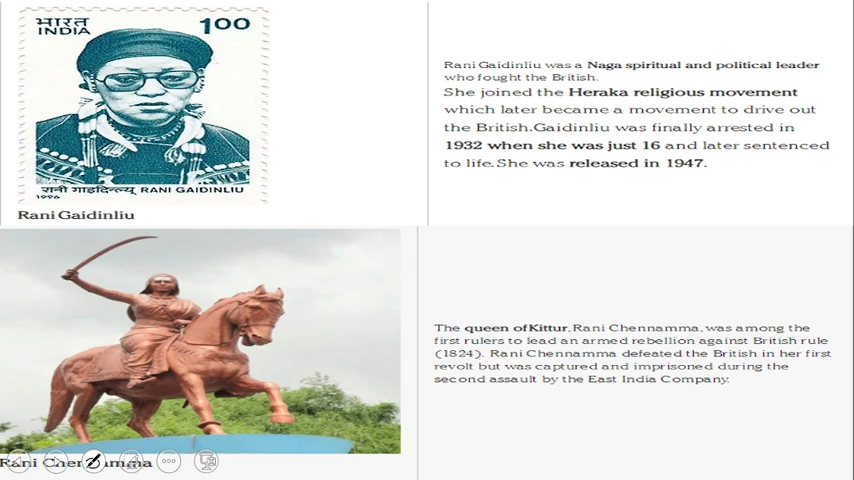 भारत
INDIA
100
रानी गाइदिन्ल्यू RANI GAIDINLIU
1996
Rani Gaidinliu
Rani Gaidinliu was a Naga spiritual and political leader
who fought the British.
She joined the Heraka religious movement
which later became a movement to drive out
the British.Gaidinliu was finally arrested in
1932 when she was just 16 and later sentenced
to life. She was released in 1947.
The queen of Kittur, Rani Chennamma, was among the
first rulers to lead an armed rebellion against British rule
(1824). Rani Chennamma defeated the British in her first
revolt but was captured and imprisoned during the
second assault by the East India Company.
Rani Chennamma